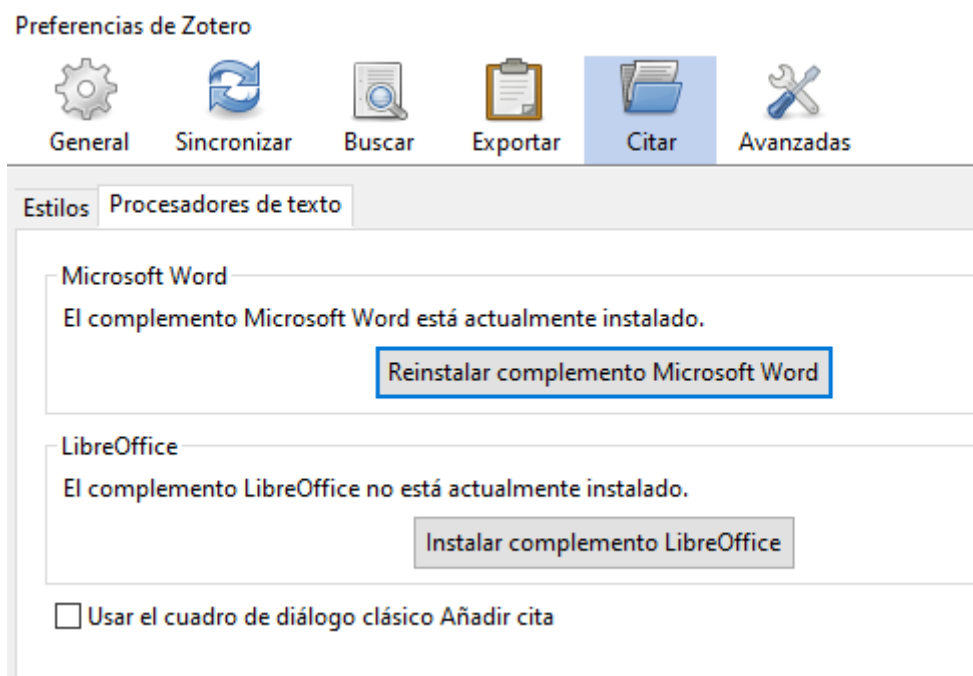 Preferencias de Zotero
General Sincronizar Buscar Exportar Citar Avanzadas
Estilos Procesadores de texto
Microsoft Word
El complemento Microsoft Word está actualmente instalado.
Reinstalar complemento Microsoft Word
LibreOffice
El complemento LibreOffice no está actualmente instalado.
Instalar complemento LibreOffice
Usar el cuadro de diálogo clásico Añadir cita